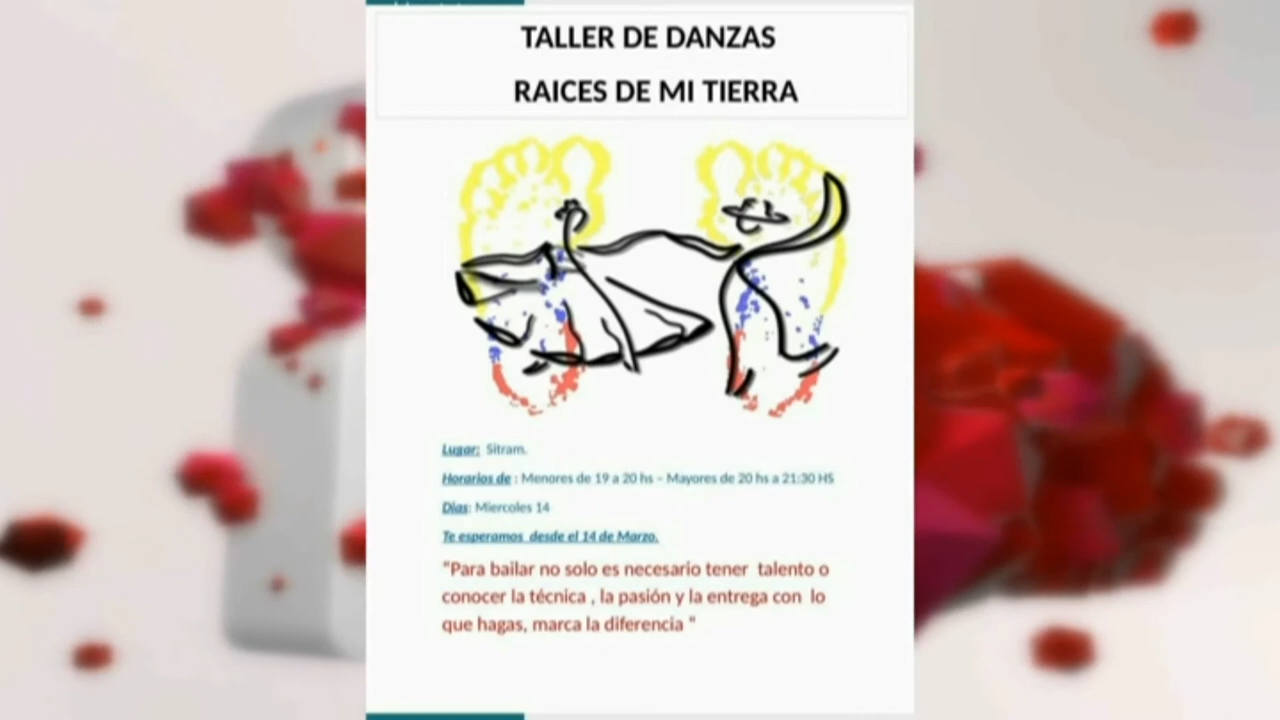 TALLER DE DANZAS
RAICES DE MI TIERRA
Lugar: Sitram.
Horarios de : Menores de 19 a 20 hs - Mayores de 20 hs a 21:30 HS
Dias: Miercoles 14
Te esperamos desde el 14 de Marzo.
"Para bailar no solo es necesario tener talento o
conocer la técnica , la pasión y la entrega con lo
que hagas, marca la diferencia "